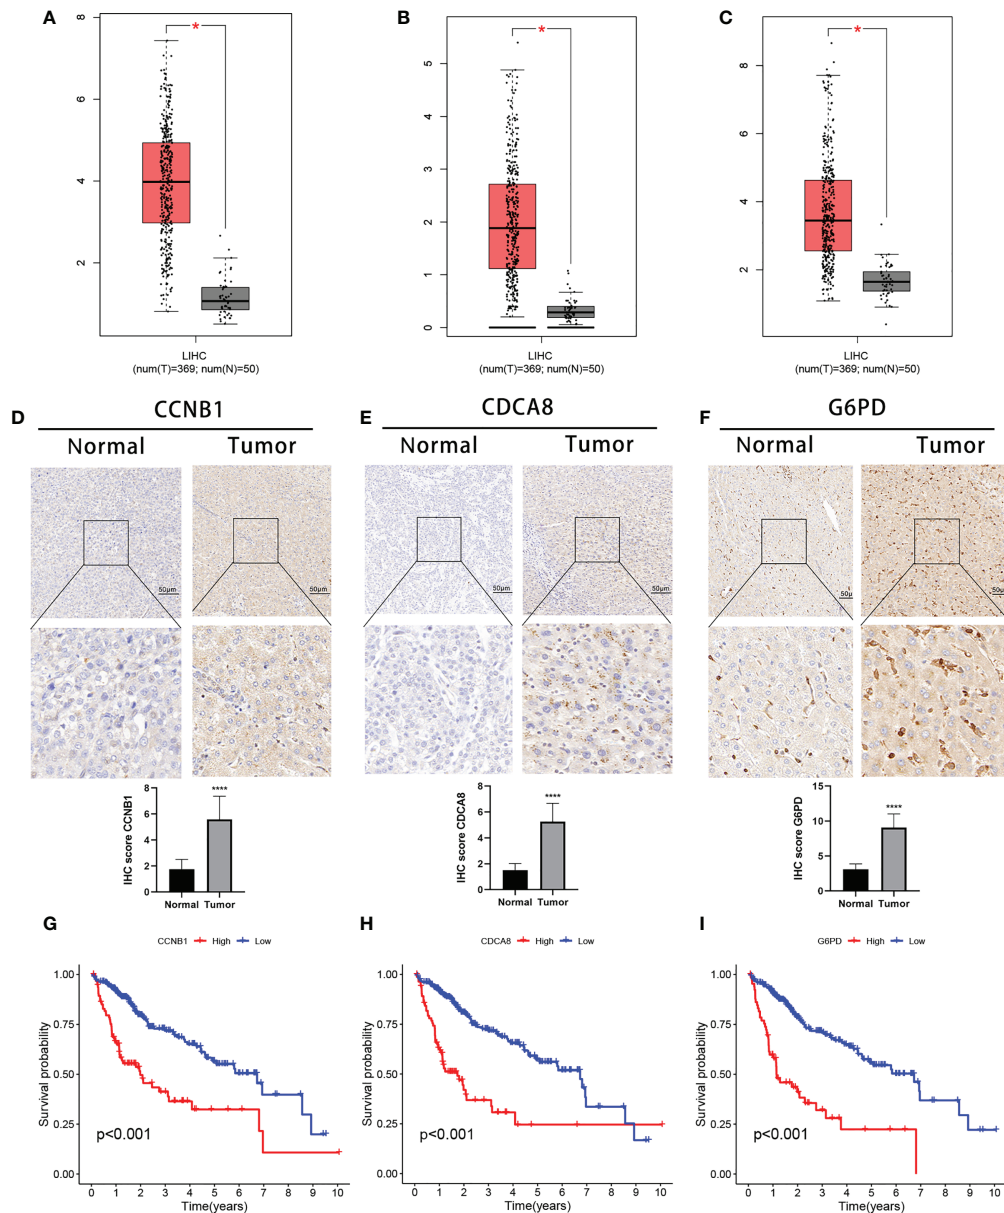 A
B
C
*
*
*
8
6
4
2
5
4
3
2
1
0
8
6
4
2
LIHC
(num(T)=369; num(N)=50)
LIHC
(num(T)=369; num(N)=50)
LIHC
(num(T)=369; num(N)=50)
D
CCNB1
E
CDCA8
F
G6PD
Normal
Tumor
Normal
Tumor
Normal
Tumor
50μm
50μm
50μm
50μm
50μ
50μ
IHC score CCNB1
8
6
4
2
0
****
Normal
Tumor
IHC score CDCA8
8
6
4
2
0
****
Normal
Tumor
IHC score G6PD
15
10
5
0
****
Normal
Tumor
G
CCNB1 High Low
Survival probability
1.00
0.75
0.50
0.25
0.00
p<0.001
0 1 2 3 4 5 6 7 8 9 10
Time(years)
H
CDCA8 High Low
Survival probability
1.00
0.75
0.50
0.25
0.00
p<0.001
0 1 2 3 4 5 6 7 8 9 10
Time(years)
I
G6PD High Low
Survival probability
1.00
0.75
0.50
0.25
0.00
p<0.001
0 1 2 3 4 5 6 7 8 9 10
Time(years)